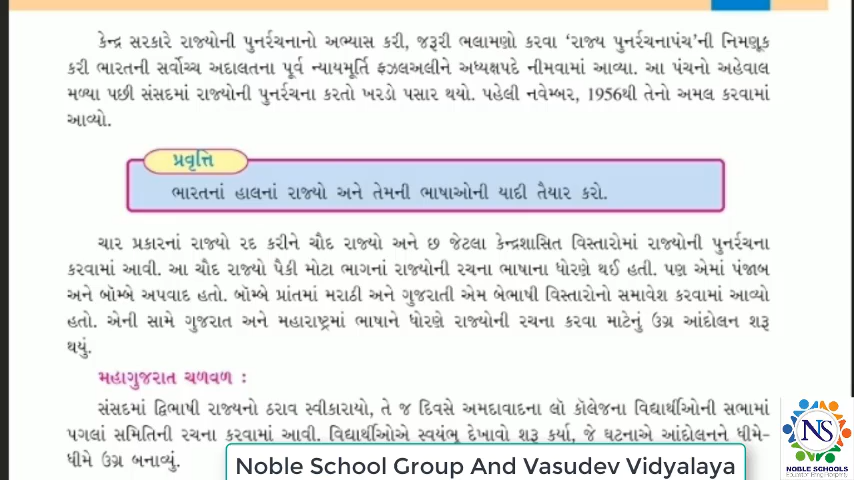 કેન્દ્ર સરકારે રાજ્યોની પુનર્રચનાનો અભ્યાસ કરી, જરૂરી ભલામણો કરવા ‘રાજ્ય પુનર્રચનાપંચ’ની નિમણૂક
કરી ભારતની સર્વોચ્ચ અદાલતના પૂર્વ ન્યાયમૂર્તિ ફઝલઅલીને અધ્યક્ષપદે નીમવામાં આવ્યા. આ પંચનો અહેવાલ
મળ્યા પછી સંસદમાં રાજ્યોની પુનર્રચના કરતો ખરડો પસાર થયો. પહેલી નવેમ્બર, 1956થી તેનો અમલ કરવામાં
આવ્યો.
પ્રવૃત્તિ
ભારતનાં હાલનાં રાજ્યો અને તેમની ભાષાઓની યાદી તૈયાર કરો.
ચાર પ્રકારનાં રાજ્યો રદ કરીને ચૌદ રાજ્યો અને છ જેટલા કેન્દ્રશાસિત વિસ્તારોમાં રાજ્યોની પુનર્રચના
કરવામાં આવી. આ ચૌદ રાજ્યો પૈકી મોટા ભાગનાં રાજ્યોની રચના ભાષાના ધોરણે થઈ હતી. પણ એમાં પંજાબ
અને બૉમ્બે અપવાદ હતો. બૉમ્બે પ્રાંતમાં મરાઠી અને ગુજરાતી એમ બેભાષી વિસ્તારોનો સમાવેશ કરવામાં આવ્યો
હતો. એની સામે ગુજરાત અને મહારાષ્ટ્રમાં ભાષાને ધોરણે રાજ્યોની રચના કરવા માટેનું ઉગ્ર આંદોલન શરૂ
થયું.
મહાગુજરાત ચળવળ :
સંસદમાં દ્વિભાષી રાજ્યનો ઠરાવ સ્વીકારાયો, તે જ દિવસે અમદાવાદના લૉ કૉલેજના વિદ્યાર્થીઓની સભામાં
પગલાં સમિતિની રચના કરવામાં આવી. વિદ્યાર્થીઓએ સ્વયંભૂ દેખાવો શરૂ કર્યા, જે ઘટનાએ આંદોલનને ધીમે-
ધીમે ઉગ્ર બનાવ્યું.
Noble School Group And Vasudev Vidyalaya
NS
NOBLE SCHOOLS